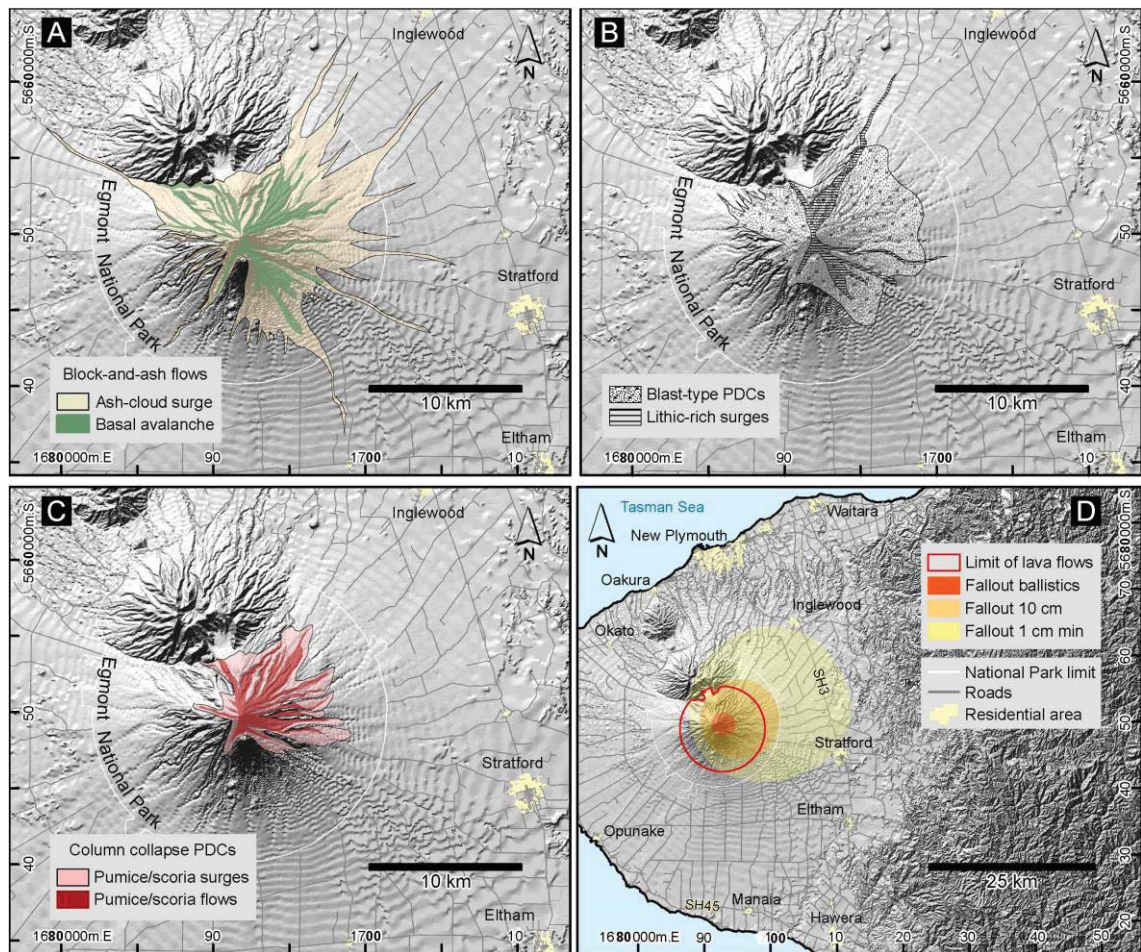 A
Inglewood
N
5660000m.S
50
40
Egmont National Park
Stratford
Block-and-ash flows
Ash-cloud surge
Basal avalanche
10 km
Eltham
1680000m.E
90
1700
10
B
Inglewood
N
5660000m.S
50
40
Egmont National Park
Stratford
Blast-type PDCs
Lithic-rich surges
10 km
Eltham
1680000m.E
90
1700
10
C
Inglewood
N
5660000m.S
50
40
Egmont National Park
Stratford
Column collapse PDCs
Pumice/scoria surges
Pumice/scoria flows
10 km
Eltham
1680000m.E
90
1700
10
D
Tasman Sea
N
Waitara
New Plymouth
Oakura
Okato
Inglewood
SH3
Stratford
Eltham
Opunake
SH45
Manaia
Hawera
Limit of lava flows
Fallout ballistics
Fallout 10 cm
Fallout 1 cm min
National Park limit
Roads
Residential area
25 km
5680000m.S
70
60
50
40
30
20
1680000m.E
90
100
10
20
30
40
50